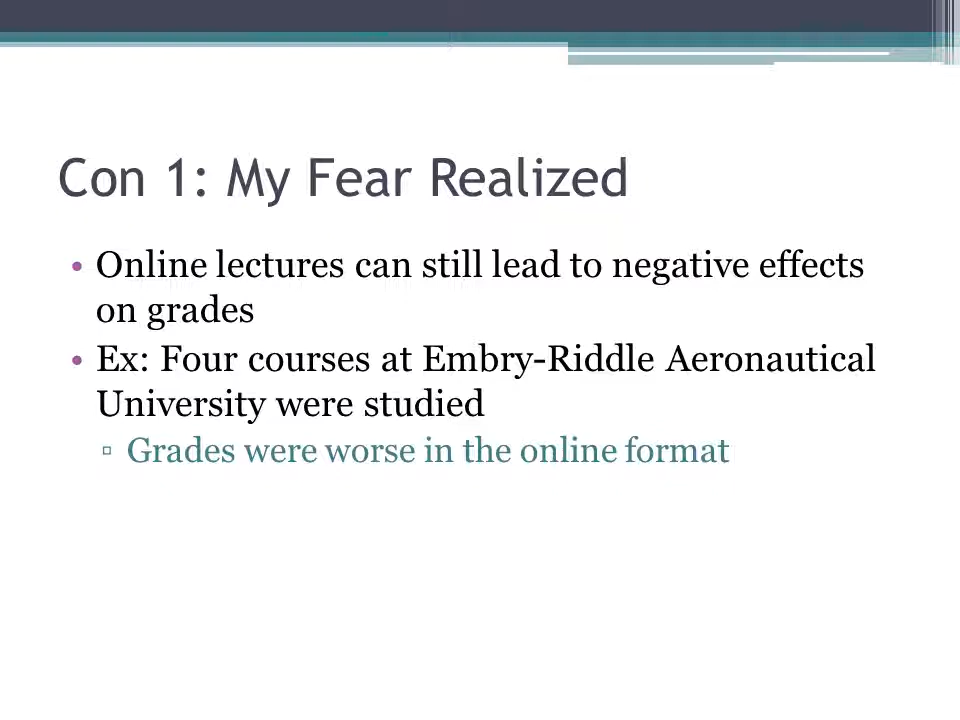 Con 1: My Fear Realized
• Online lectures can still lead to negative effects
on grades
• Ex: Four courses at Embry-Riddle Aeronautical
University were studied
▫ Grades were worse in the online format